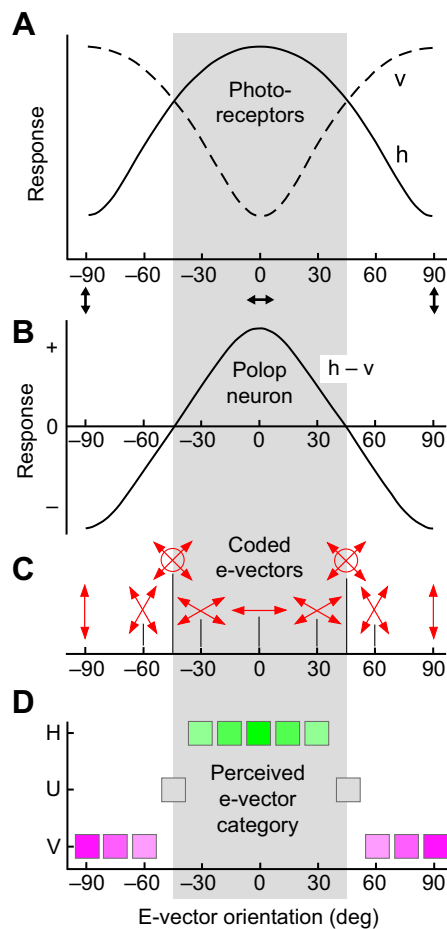 A
Response
Photo-
receptors
v
h
–90 –60 –30 0 30 60 90
B
Response
+
0
–
Polop
neuron
h – v
–90 –60 –30 0 30 60 90
C
Coded
e-vectors
–90 –60 –30 0 30 60 90
D
H
U
V
Perceived
e-vector
category
–90 –60 –30 0 30 60 90
E-vector orientation (deg)